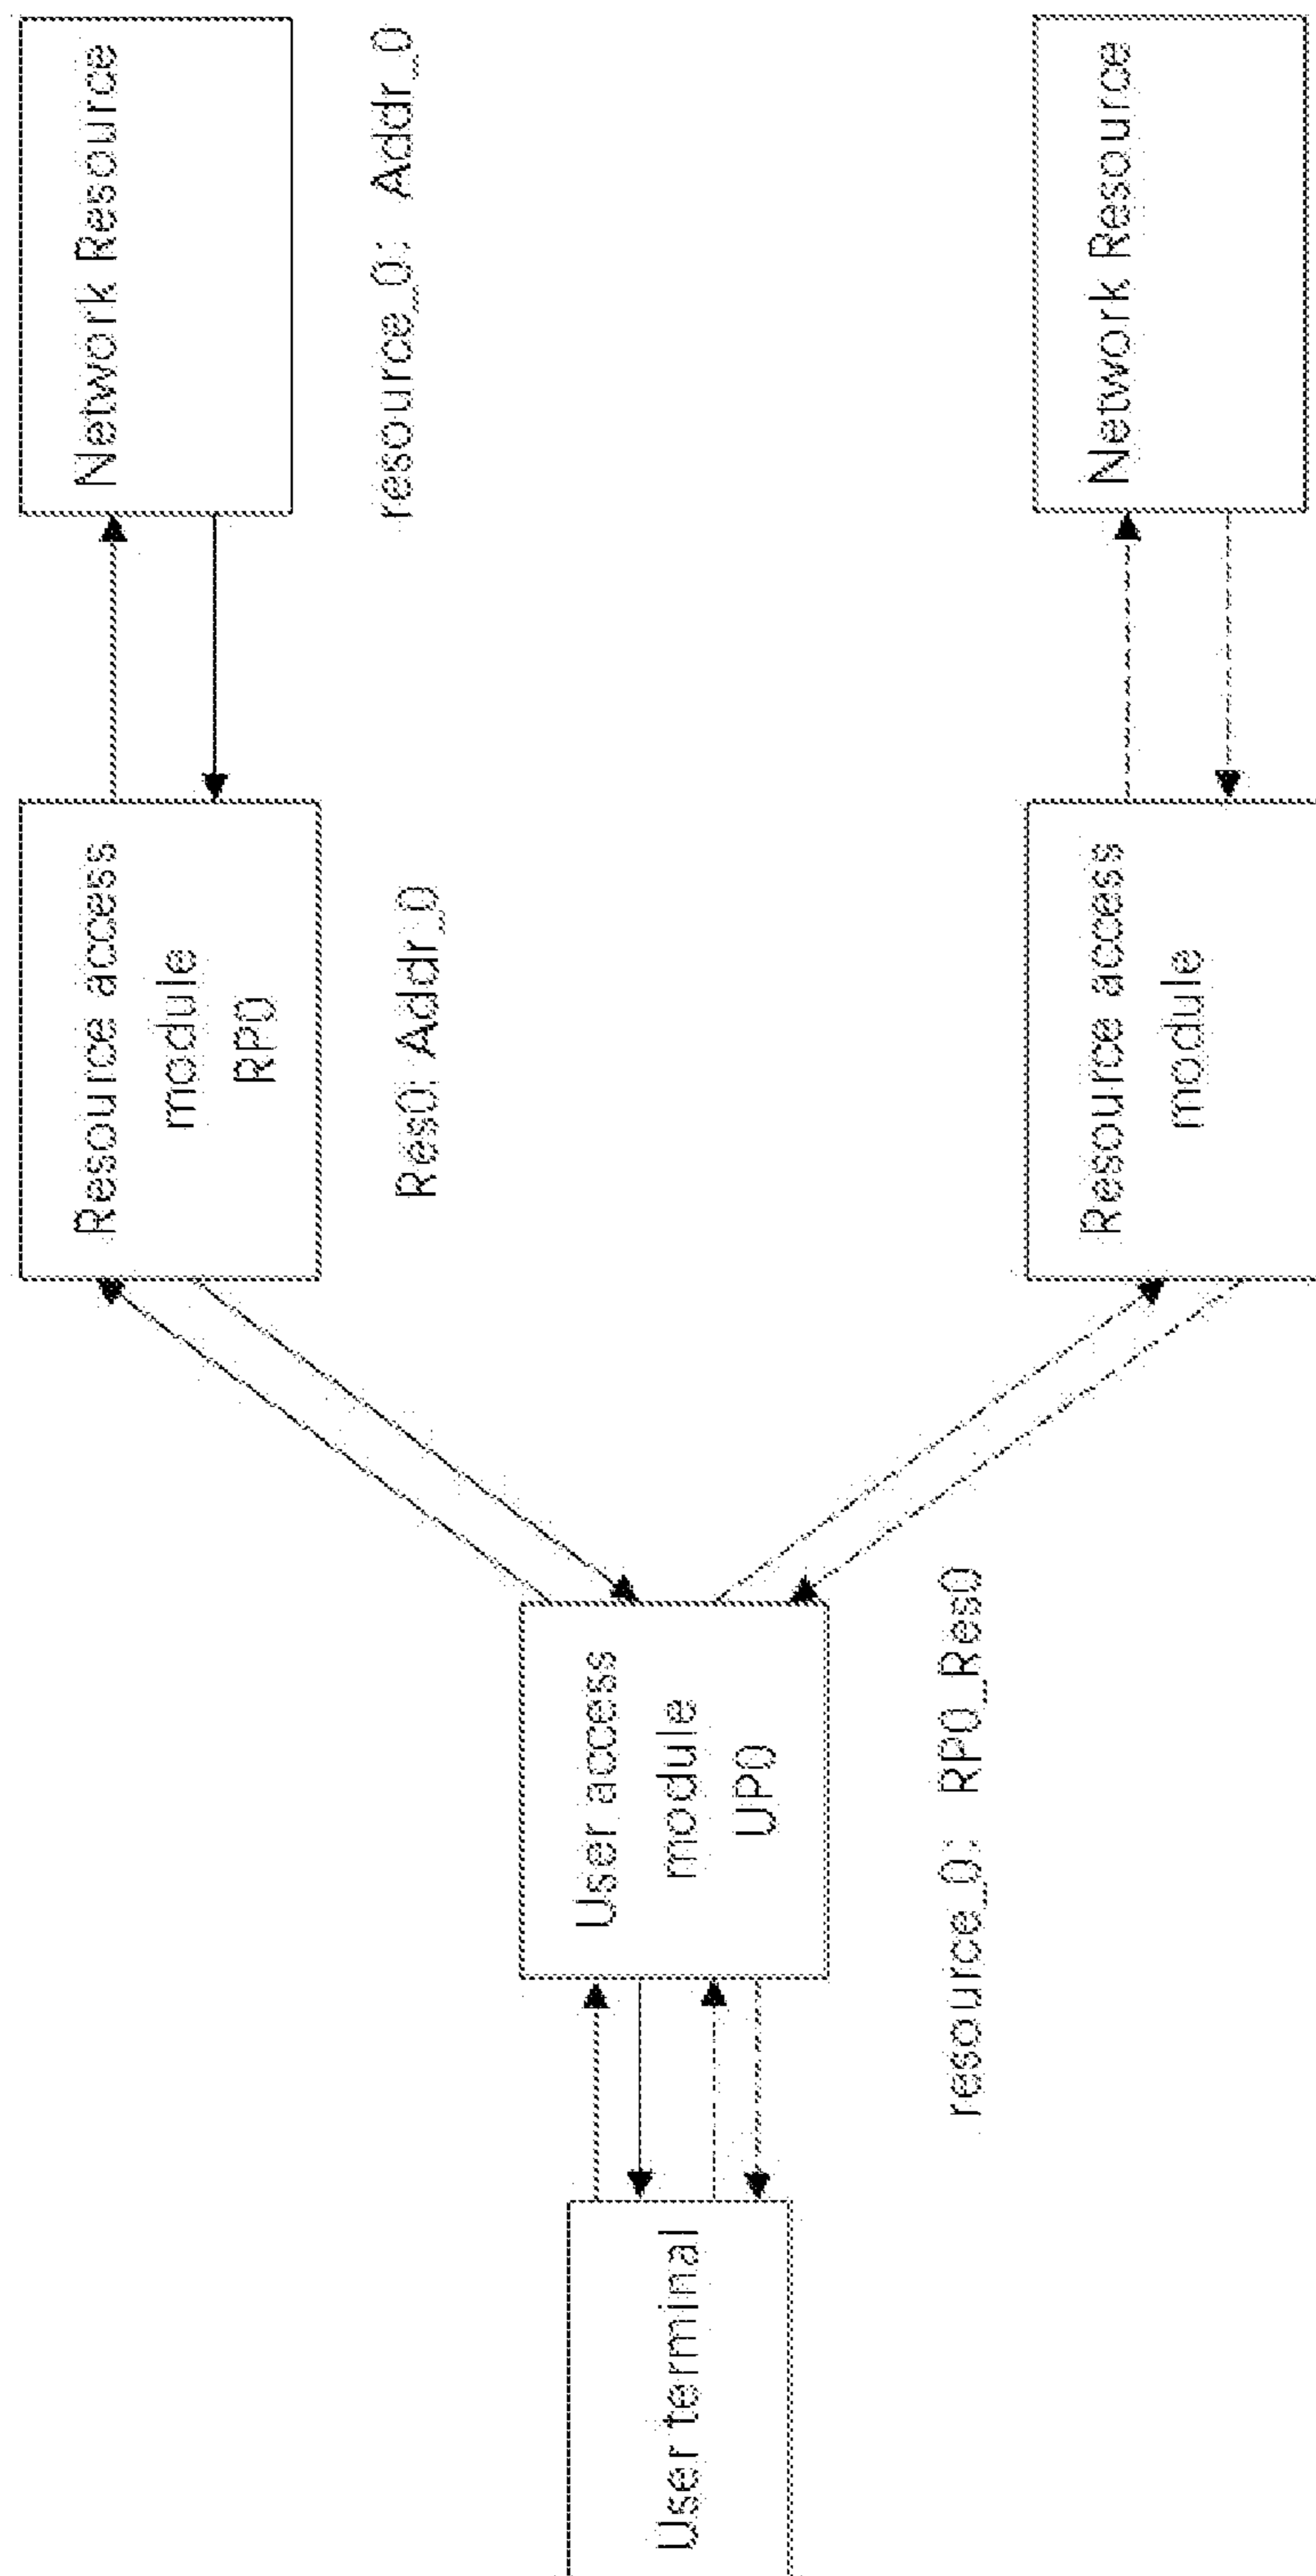 User terminal
User access
module
UP0
resource_0: RP0_Res0
Resource access
module
RP0
Res0: Addr_0
Network Resource
resource_0: Addr_0
Resource access
module
Network Resource